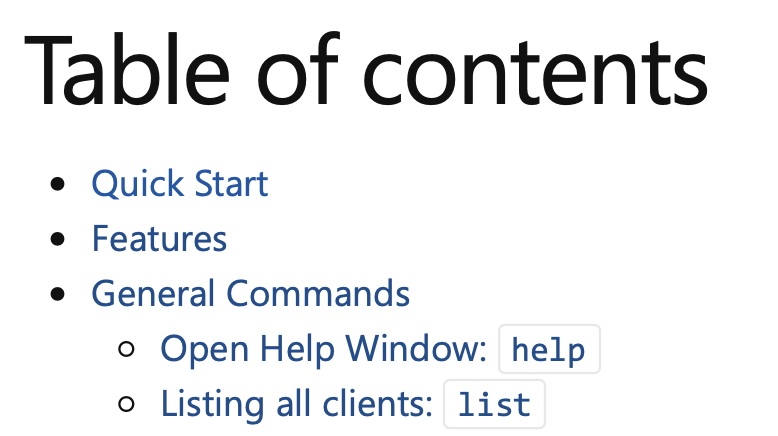 Table of contents
Quick Start
Features
General Commands
Open Help Window: help
Listing all clients: list